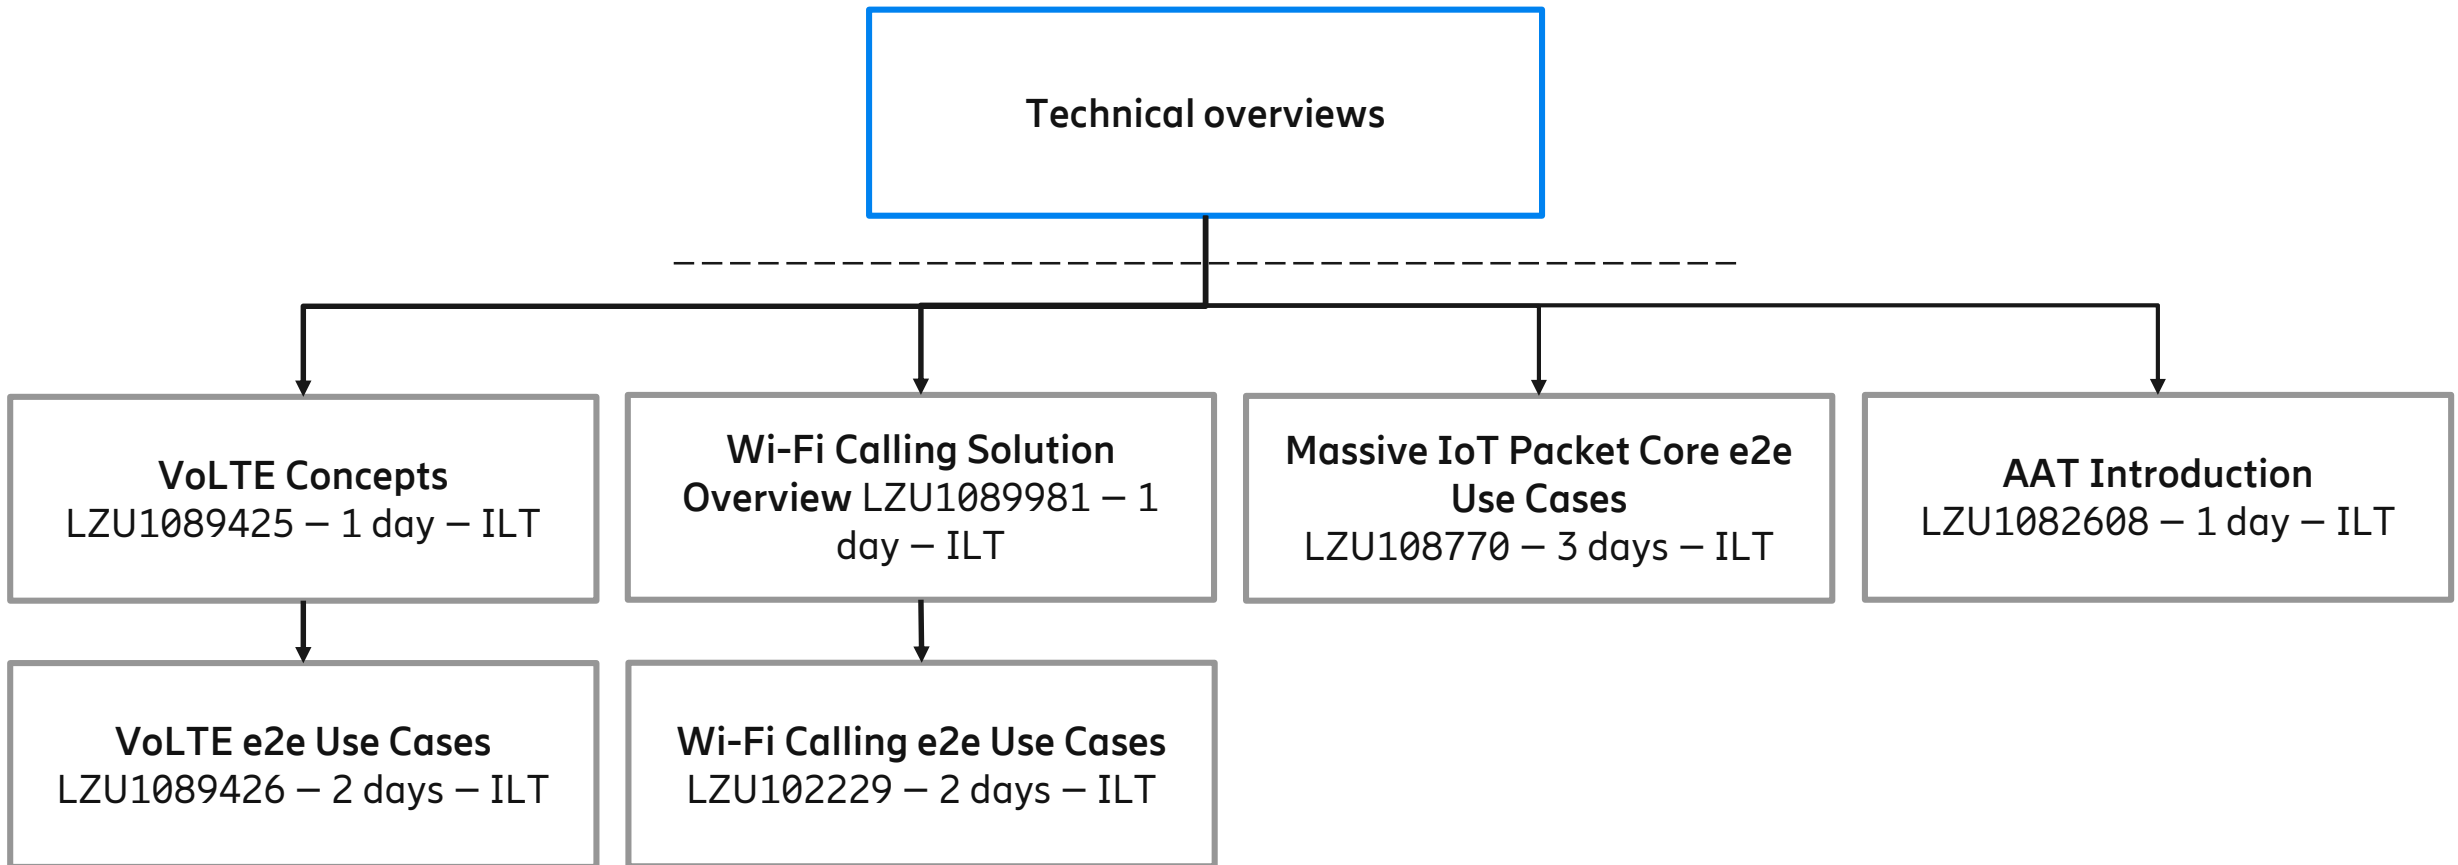 Technical overviews
VoLTE Concepts
LZU1089425 – 1 day – ILT
Wi-Fi Calling Solution
Overview LZU1089981 – 1
day – ILT
Massive IoT Packet Core e2e
Use Cases
LZU108770 – 3 days – ILT
AAT Introduction
LZU1082608 – 1 day – ILT
VoLTE e2e Use Cases
LZU1089426 – 2 days – ILT
Wi-Fi Calling e2e Use Cases
LZU102229 – 2 days – ILT